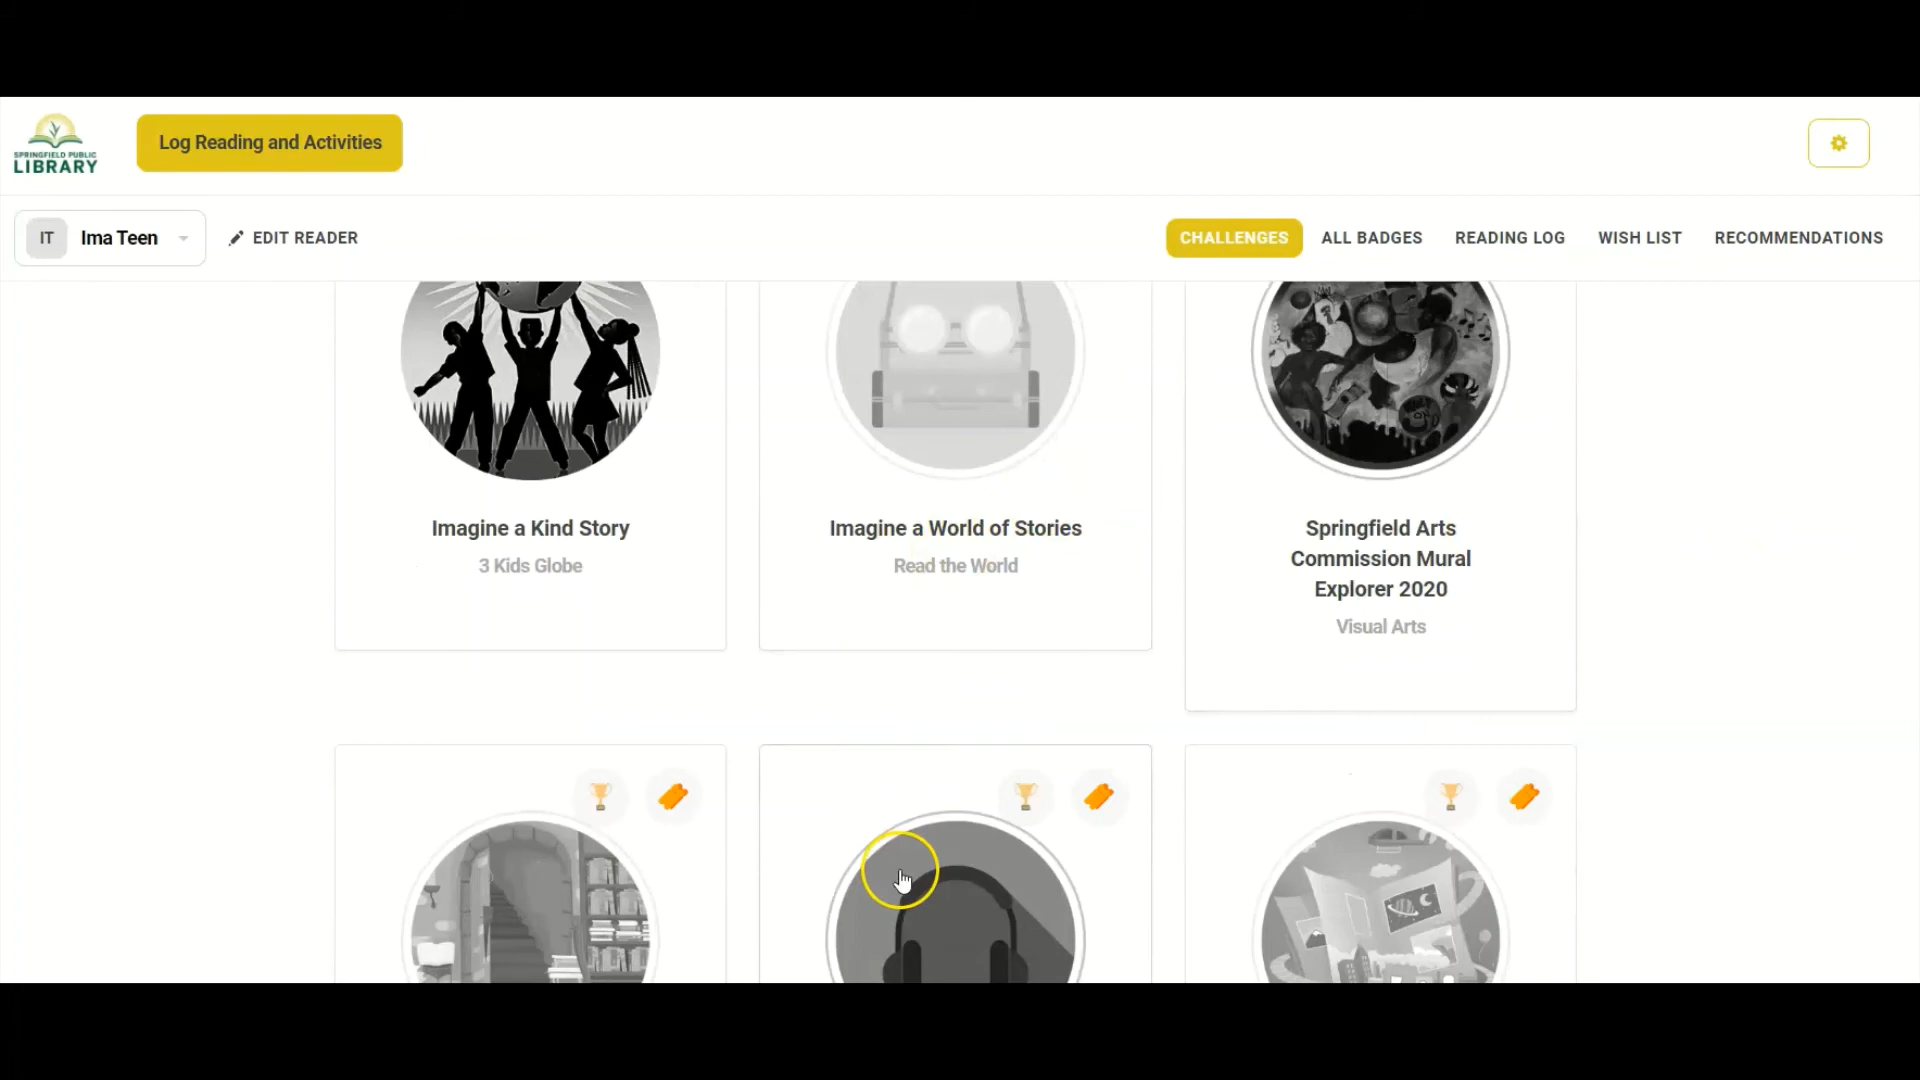 SPRINGFIELD PUBLIC
LIBRARY
Log Reading and Activities
IT Ima Teen EDIT READER CHALLENGES ALL BADGES READING LOG WISH LIST RECOMMENDATIONS
Imagine a Kind Story
3 Kids Globe
Imagine a World of Stories
Read the World
Springfield Arts
Commission Mural
Explorer 2020
Visual Arts